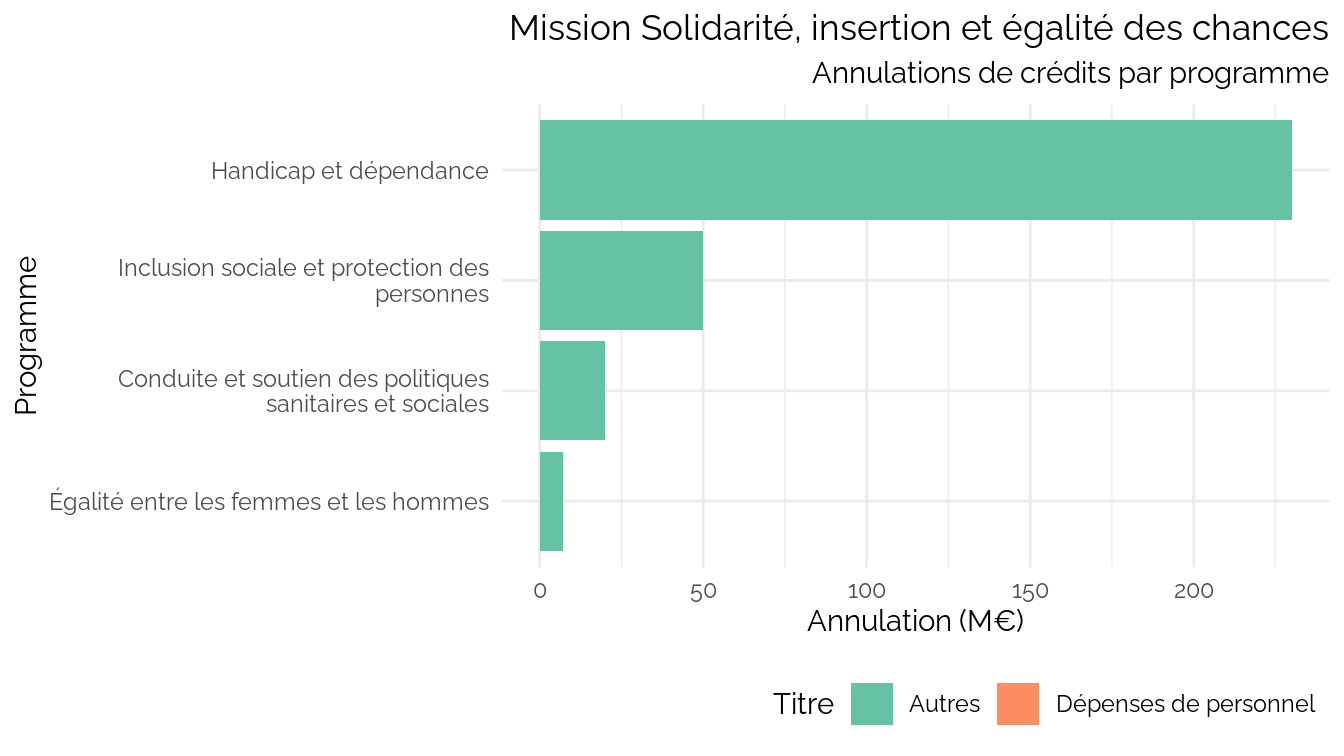 Mission Solidarité, insertion et égalité des chances
Annulations de crédits par programme
Programme
Handicap et dépendance
Inclusion sociale et protection des
personnes
Conduite et soutien des politiques
sanitaires et sociales
Égalité entre les femmes et les hommes
0 50 100 150 200
Annulation (M€)
Titre Autres Dépenses de personnel